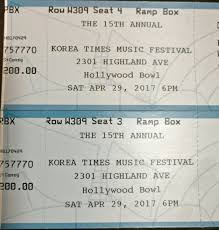 PBX Row W309 Seat 4 Ramp Box
THE 15TH ANNUAL
757770
KOREA TIMES MUSIC FESTIVAL
2301 HIGHLAND AVE
Hollywood Bowl
200.00
SAT APR 29, 2017 6PM
PBX Row W309 Seat 3 Ramp Box
THE 15TH ANNUAL
757770
KOREA TIMES MUSIC FESTIVAL
2301 HIGHLAND AVE
Hollywood Bowl
200.00
SAT APR 29, 2017 6PM